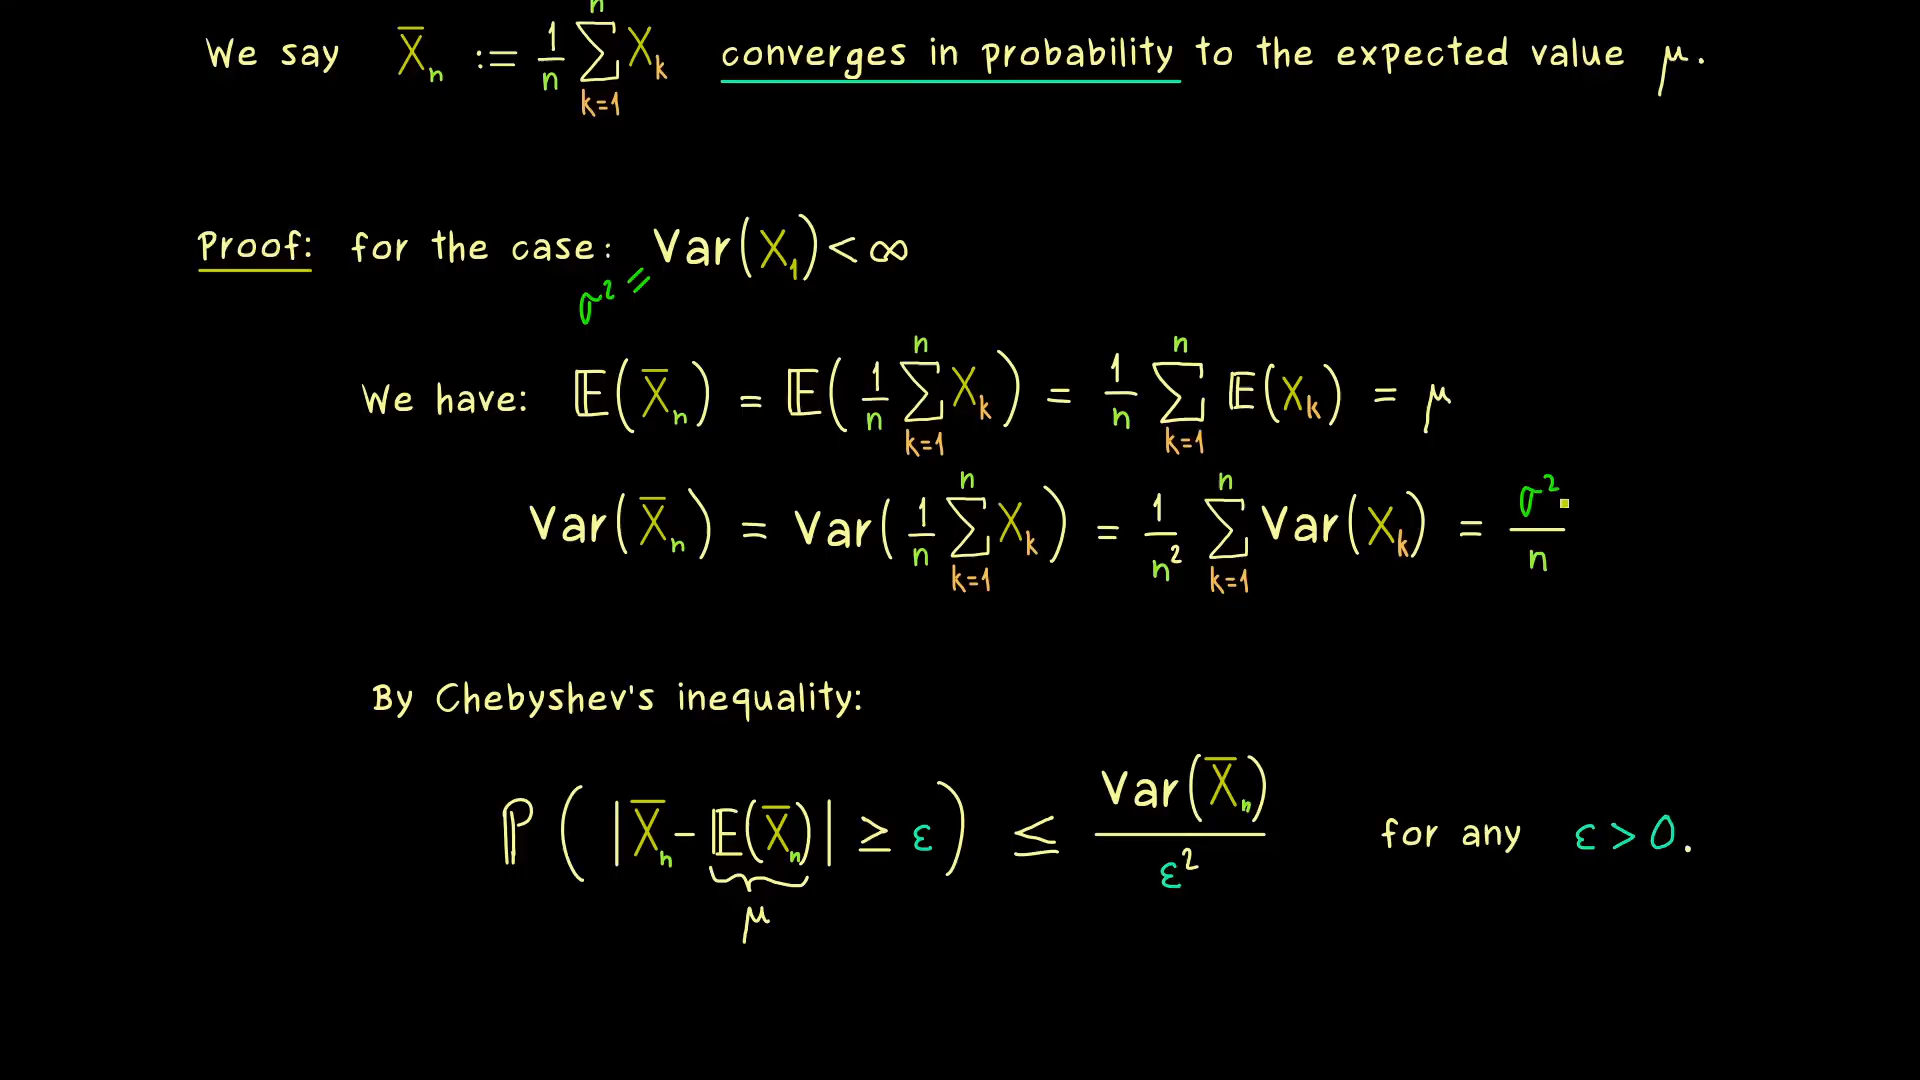 We say X̄ₙ := 1/n ∑ₖ₌₁ⁿ Xₖ converges in probability to the expected value μ.
Proof: for the case: Var(X₁) < ∞
σ² =
We have: 𝔼(X̄ₙ) = 𝔼(1/n ∑ₖ₌₁ⁿ Xₖ) = 1/n ∑ₖ₌₁ⁿ 𝔼(Xₖ) = μ
Var(X̄ₙ) = Var(1/n ∑ₖ₌₁ⁿ Xₖ) = 1/n² ∑ₖ₌₁ⁿ Var(Xₖ) = σ²/n
By Chebyshev's inequality:
ℙ(|X̄ₙ - 𝔼(X̄ₙ)| ≥ ε) ≤ Var(X̄ₙ)/ε² for any ε > 0.
μ